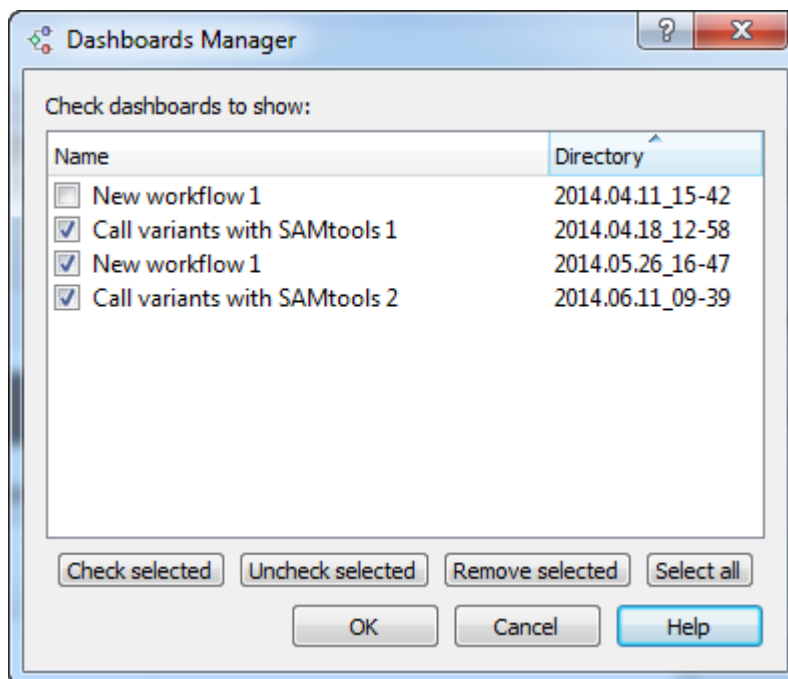 Dashboards Manager
?
X
Check dashboards to show:
Name Directory
New workflow 1 2014.04.11_15-42
Call variants with SAMtools 1 2014.04.18_12-58
New workflow 1 2014.05.26_16-47
Call variants with SAMtools 2 2014.06.11_09-39
Check selected Uncheck selected Remove selected Select all
OK Cancel Help